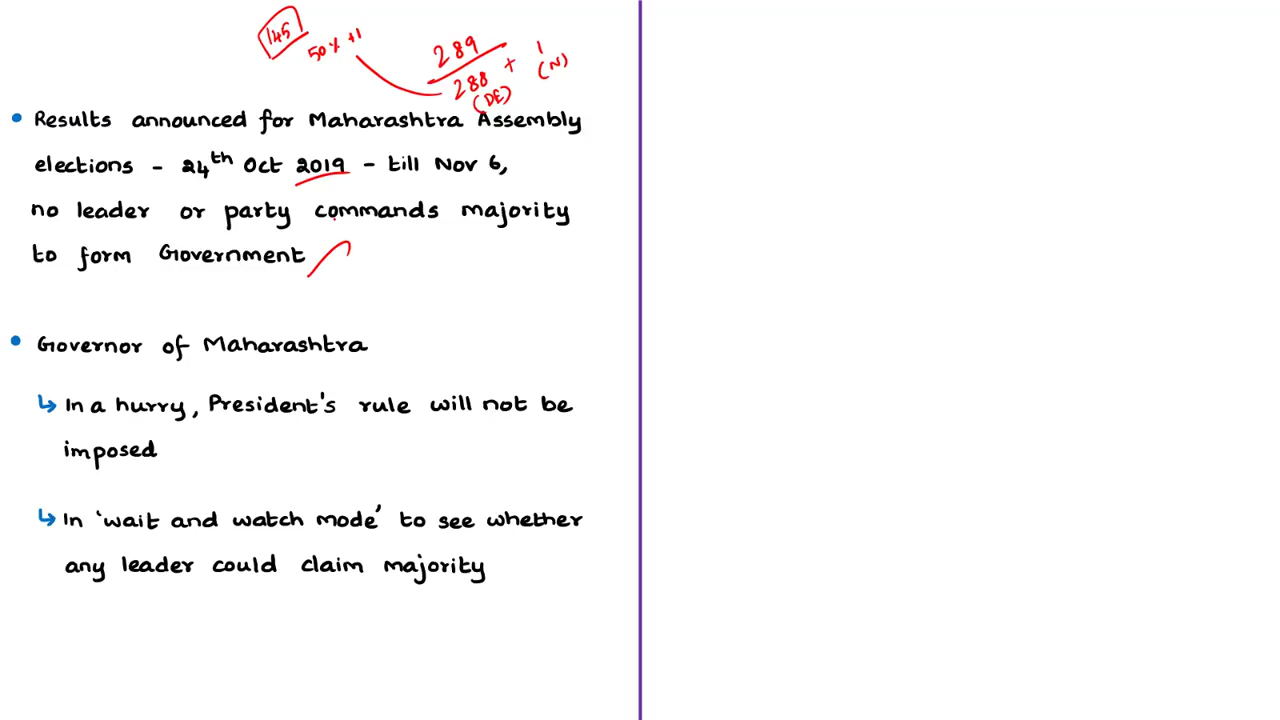 145
50% +1
289
288 + 1
(DE) (N)
• Results announced for Maharashtra Assembly
elections - 24th Oct 2019 - till Nov 6,
no leader or party commands majority
to form Government
• Governor of Maharashtra
↳ In a hurry, President's rule will not be
imposed
↳ In 'wait and watch mode' to see whether
any leader could claim majority